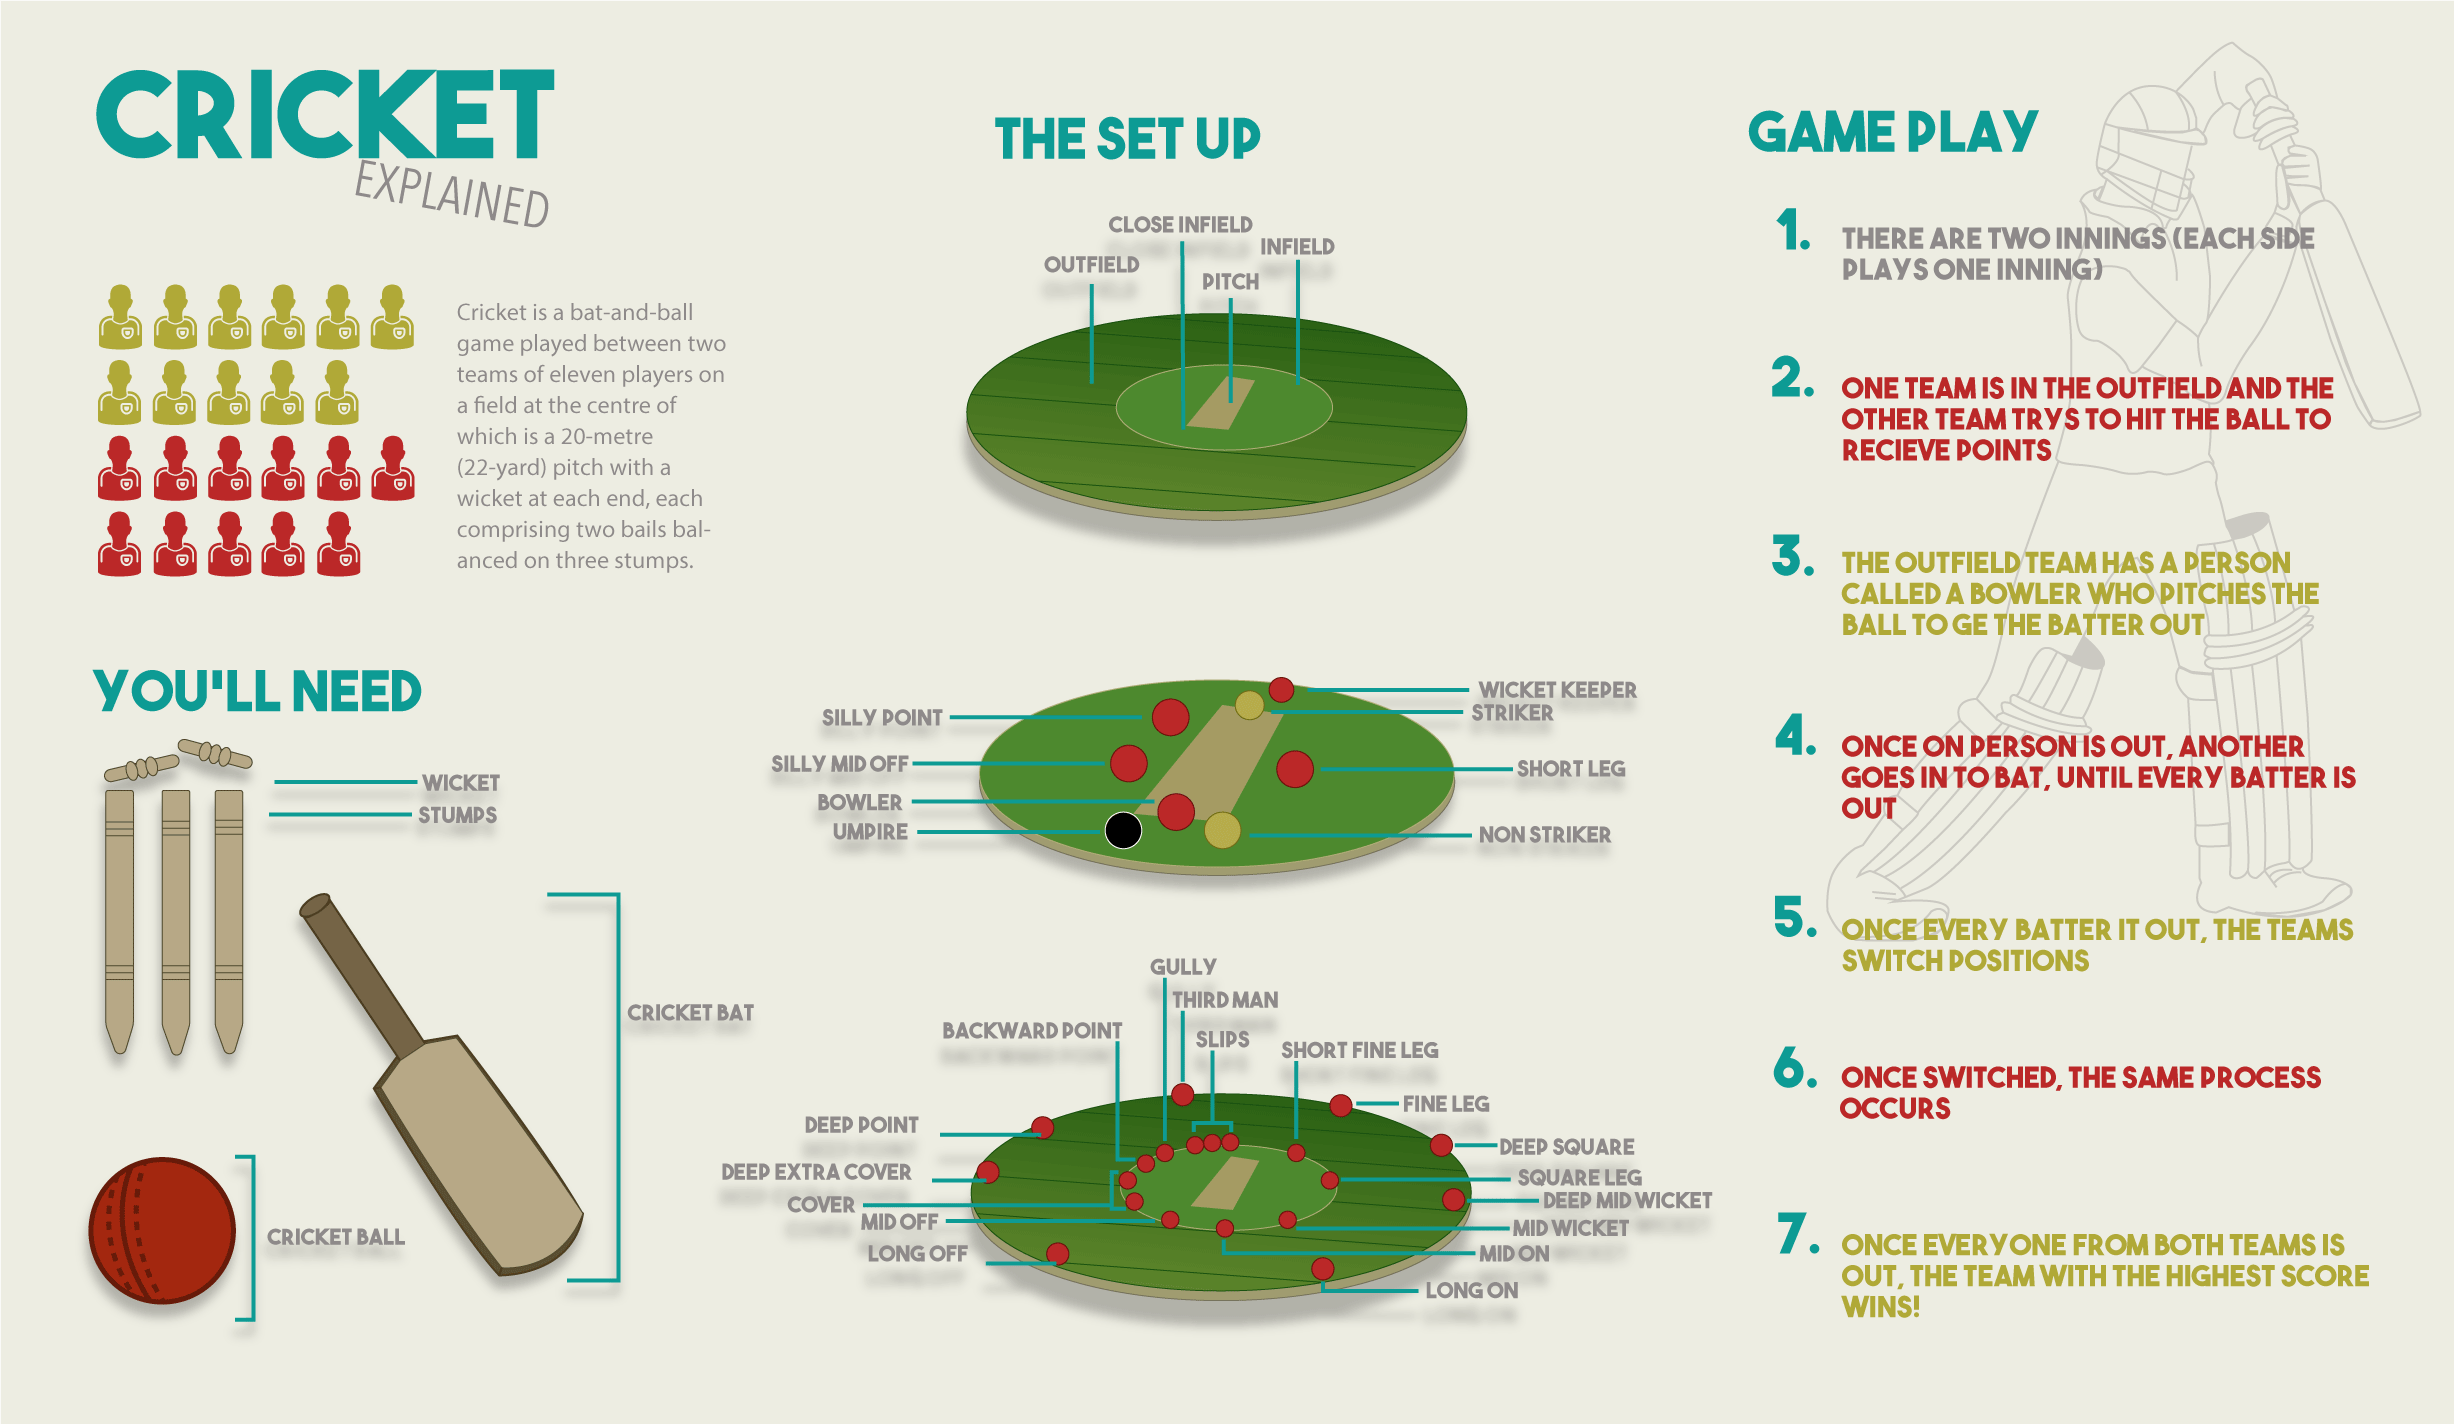 CRICKET
EXPLAINED
Cricket is a bat-and-ball
game played between two
teams of eleven players on
a field at the centre of
which is a 20-metre
(22-yard) pitch with a
wicket at each end, each
comprising two bails bal-
anced on three stumps.
YOU'LL NEED
WICKET
STUMPS
CRICKET BAT
CRICKET BALL
THE SET UP
CLOSE INFIELD
INFIELD
OUTFIELD
PITCH
WICKET KEEPER
STRIKER
SILLY POINT
SILLY MID OFF
SHORT LEG
BOWLER
UMPIRE
NON STRIKER
GULLY
THIRD MAN
BACKWARD POINT
SLIPS
SHORT FINE LEG
FINE LEG
DEEP POINT
DEEP SQUARE
DEEP EXTRA COVER
SQUARE LEG
COVER
DEEP MID WICKET
MID OFF
MID WICKET
LONG OFF
MID ON
LONG ON
GAME PLAY
1. THERE ARE TWO INNINGS (EACH SIDE
PLAYS ONE INNING)
2. ONE TEAM IS IN THE OUTFIELD AND THE
OTHER TEAM TRYS TO HIT THE BALL TO
RECIEVE POINTS
3. THE OUTFIELD TEAM HAS A PERSON
CALLED A BOWLER WHO PITCHES THE
BALL TO GE THE BATTER OUT
4. ONCE ON PERSON IS OUT, ANOTHER
GOES IN TO BAT, UNTIL EVERY BATTER IS
OUT
5. ONCE EVERY BATTER IT OUT, THE TEAMS
SWITCH POSITIONS
6. ONCE SWITCHED, THE SAME PROCESS
OCCURS
7. ONCE EVERYONE FROM BOTH TEAMS IS
OUT, THE TEAM WITH THE HIGHEST SCORE
WINS!